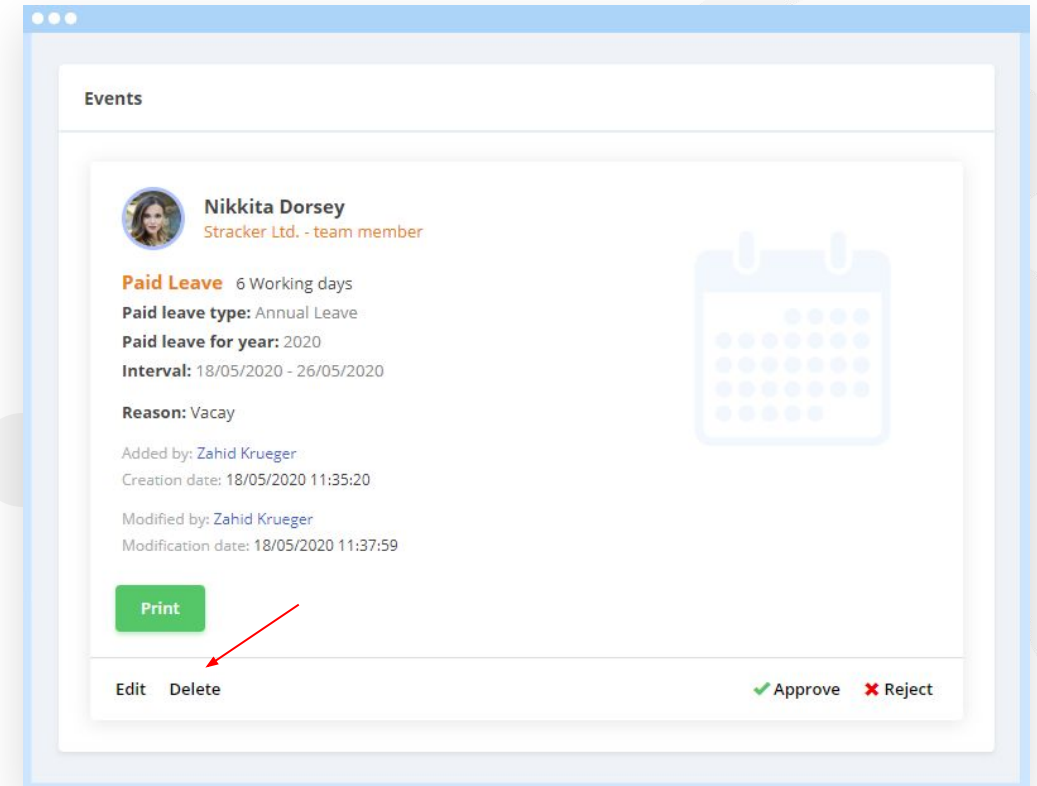 Events
Nikkita Dorsey
Stracker Ltd. - team member
Paid Leave 6 Working days
Paid leave type: Annual Leave
Paid leave for year: 2020
Interval: 18/05/2020 - 26/05/2020
Reason: Vacay
Added by: Zahid Krueger
Creation date: 18/05/2020 11:35:20
Modified by: Zahid Krueger
Modification date: 18/05/2020 11:37:59
Print
Edit Delete Approve Reject